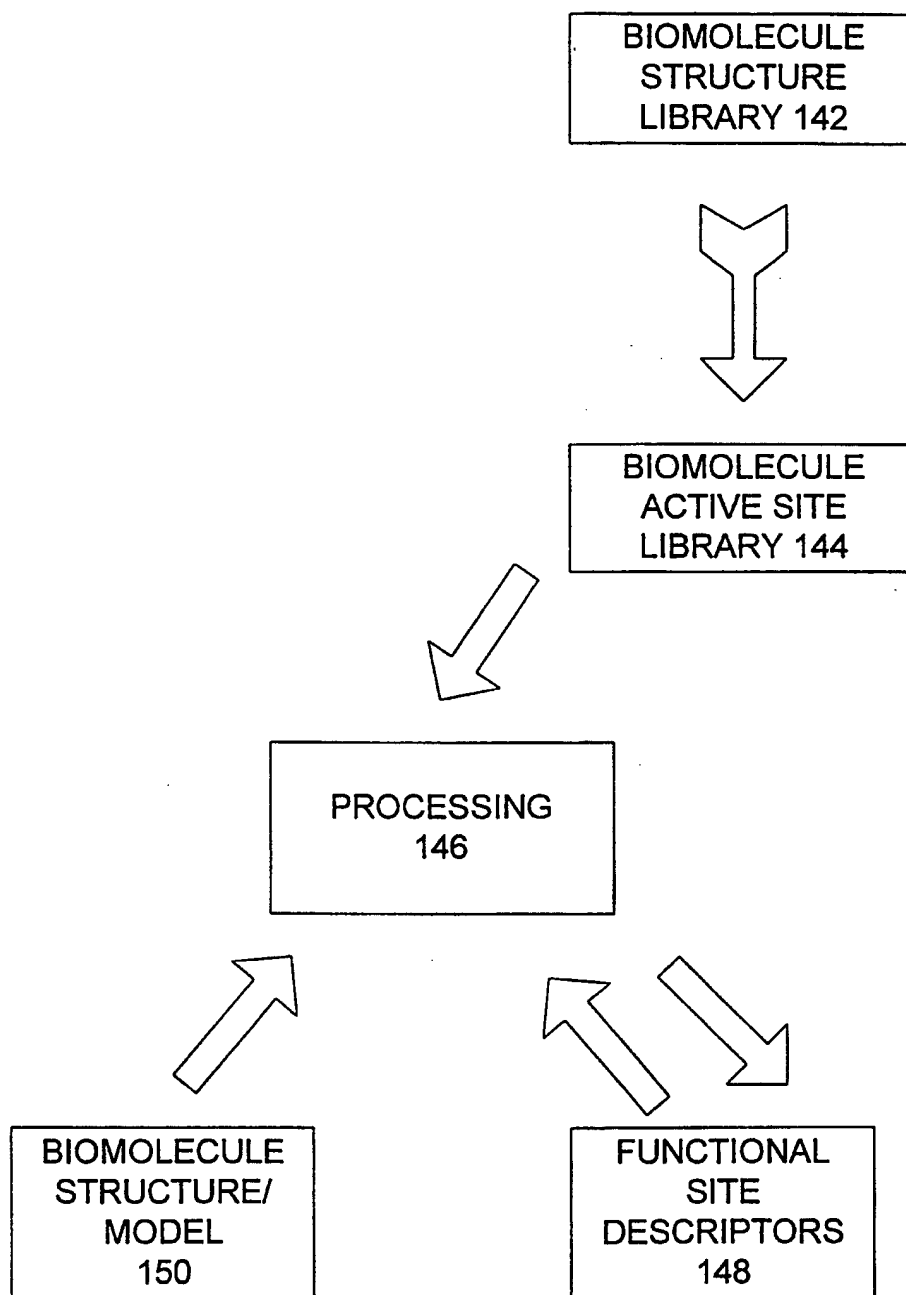 BIOMOLECULE
STRUCTURE
LIBRARY 142
BIOMOLECULE
ACTIVE SITE
LIBRARY 144
PROCESSING
146
BIOMOLECULE
STRUCTURE/
MODEL
150
FUNCTIONAL
SITE
DESCRIPTORS
148